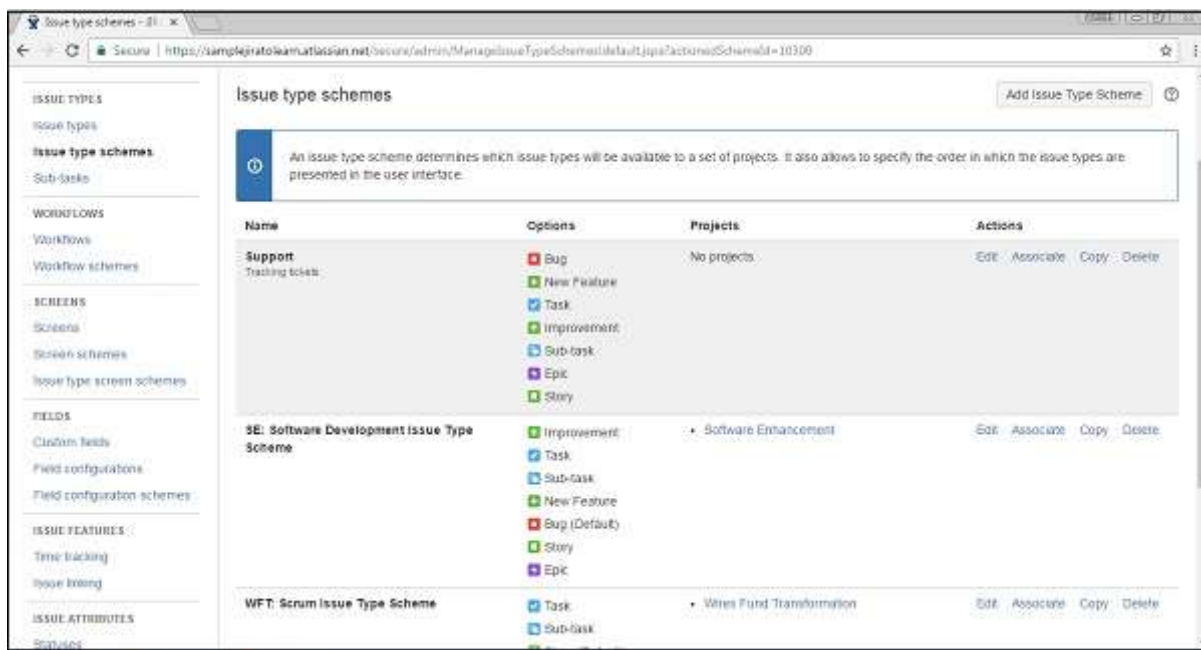 Issue type schemes - JI
Secure | https://samplejiratolearn.atlassian.net/secure/admin/ManageIssueTypeSchemes!default.jspa?actionedSchemeId=10300
ISSUE TYPES
Issue types
Issue type schemes
Sub-tasks
WORKFLOWS
Workflows
Workflow schemes
SCREENS
Screens
Screen schemes
Issue type screen schemes
FIELDS
Custom fields
Field configurations
Field configuration schemes
ISSUE FEATURES
Time tracking
Issue linking
ISSUE ATTRIBUTES
Statuses
Issue type schemes
Add Issue Type Scheme
An issue type scheme determines which issue types will be available to a set of projects. It also allows to specify the order in which the issue types are
presented in the user interface.
Name Options Projects Actions
Support
Tracking tickets
Bug
New Feature
Task
Improvement
Sub-task
Epic
Story
No projects
Edit Associate Copy Delete
SE: Software Development Issue Type
Scheme
Improvement
Task
Sub-task
New Feature
Bug (Default)
Story
Epic
• Software Enhancement
Edit Associate Copy Delete
WFT: Scrum Issue Type Scheme
Task
Sub-task
• Wires Fund Transformation
Edit Associate Copy Delete